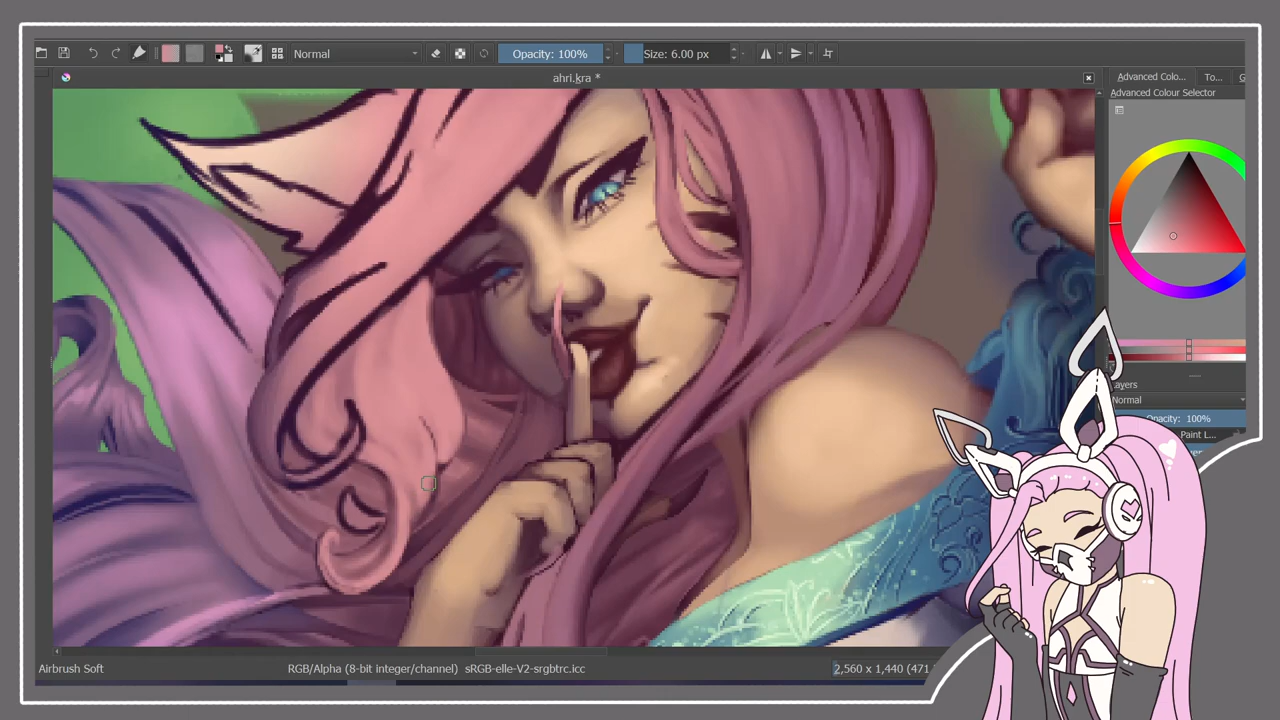 Normal
Opacity: 100%
Size: 6.00 px
ahri.kra *
Advanced Colo...
To...
Advanced Colour Selector
Layers
Normal
Opacity: 100%
Paint L...
Airbrush Soft
RGB/Alpha (8-bit integer/channel) sRGB-elle-V2-srgbtrc.icc
2,560 x 1,440 (471